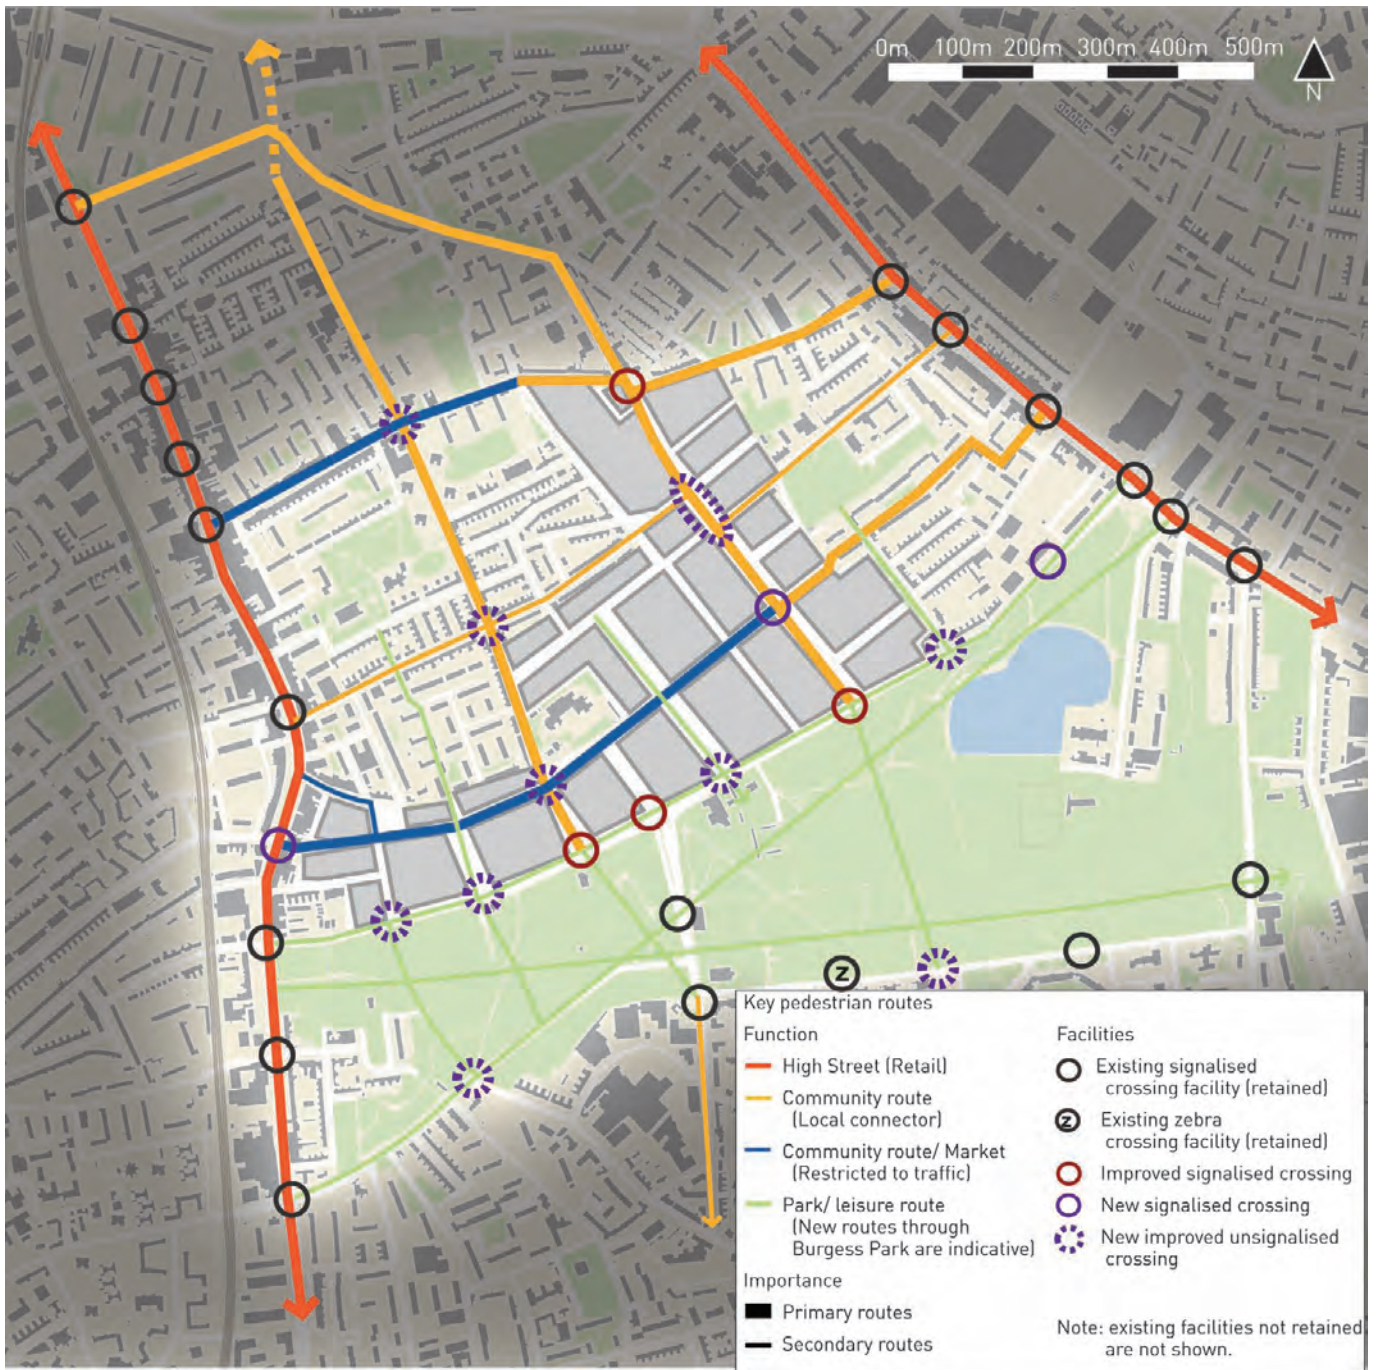 0m 100m 200m 300m 400m 500m
N
Z
Key pedestrian routes
Function
High Street (Retail)
Community route
(Local connector)
Community route/ Market
(Restricted to traffic)
Park/ leisure route
(New routes through
Burgess Park are indicative)
Importance
Primary routes
Secondary routes
Facilities
Existing signalised
crossing facility (retained)
Z
Existing zebra
crossing facility (retained)
Improved signalised crossing
New signalised crossing
New improved unsignalised
crossing
Note: existing facilities not retained
are not shown.